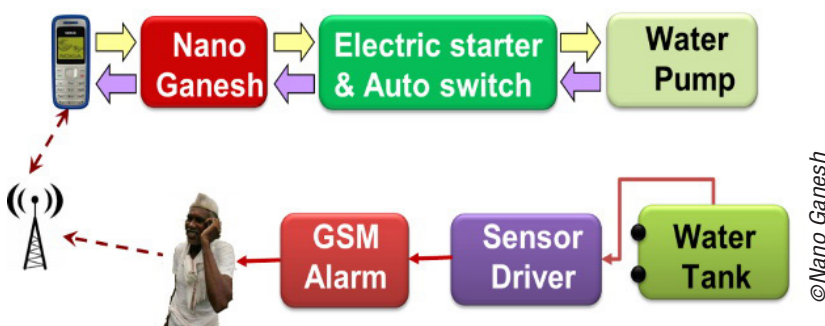 Nano
Ganesh
Electric starter
& Auto switch
Water
Pump
GSM
Alarm
Sensor
Driver
Water
Tank
©Nano Ganesh